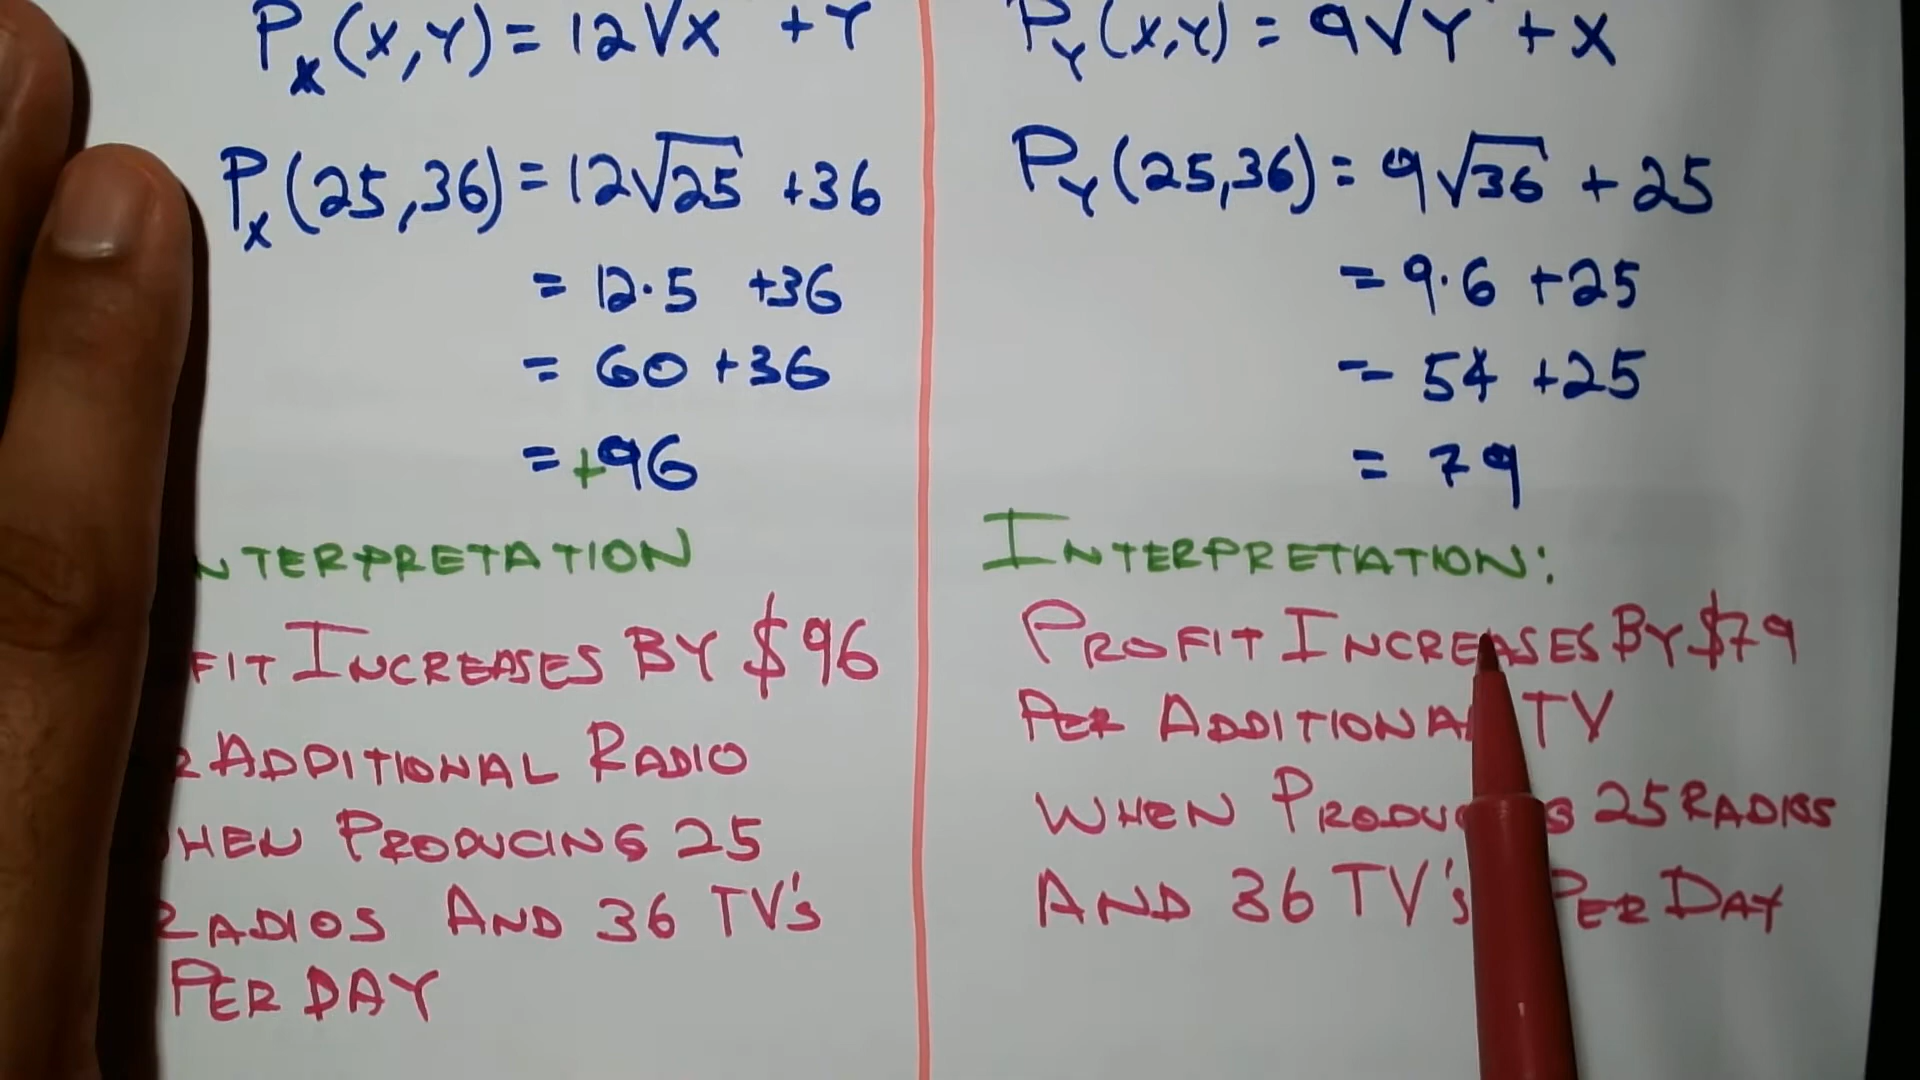 Px(X,Y) = 12√X + Y
Px(25,36) = 12√25 + 36
= 12·5 +36
= 60 +36
= +96
NTERPRETATION
FIT INCREASES BY $96
R ADDITIONAL RADIO
HEN PRODUCING 25
RADIOS AND 36 TV's
PER DAY
PY(X,Y) = 9√Y + X
PY(25,36) = 9√36 + 25
= 9·6 +25
= 54 +25
= 79
INTERPRETATION:
PROFIT INCREASES BY $79
PER ADDITIONAL TV
WHEN PRODUC G 25 RADIOS
AND 36 TV's PER DAY